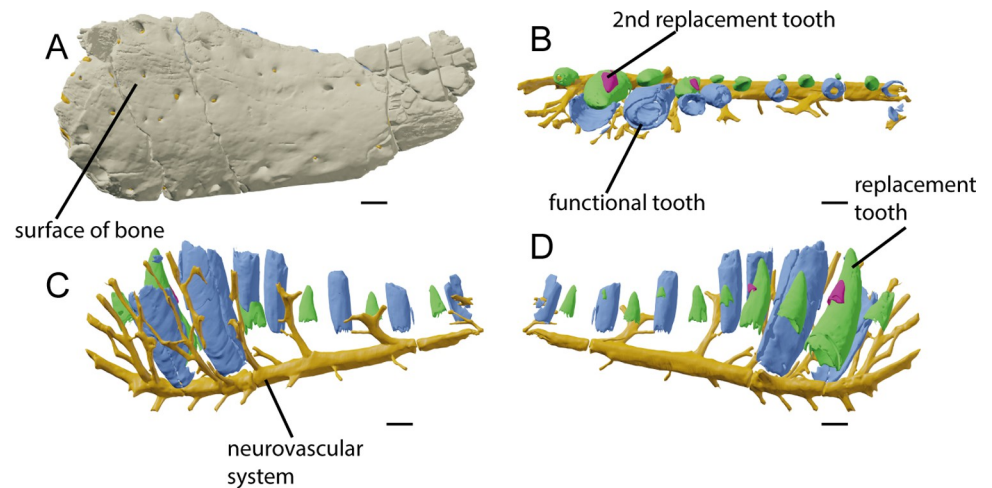 A
surface of bone
B
2nd replacement tooth
functional tooth
C
neurovascular
system
D
replacement
tooth